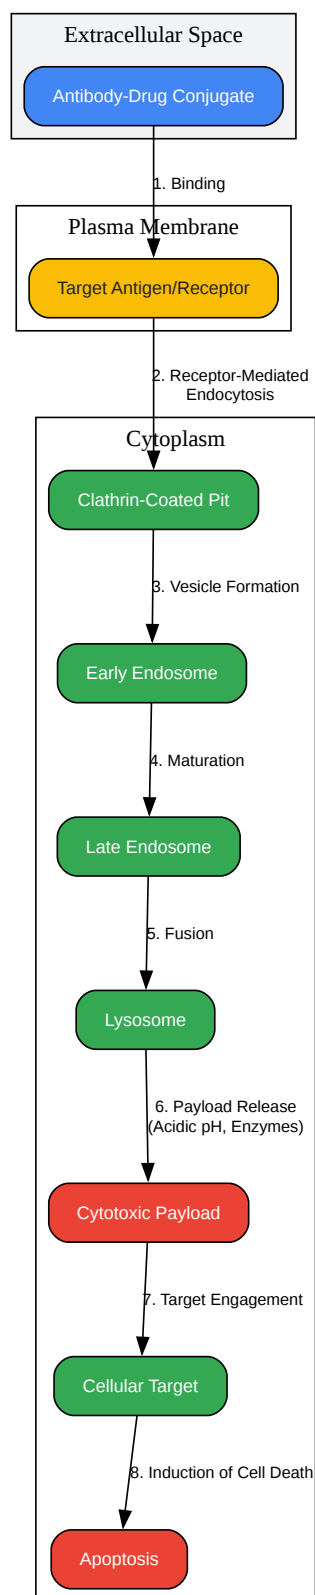 Extracellular Space
Antibody-Drug Conjugate
1. Binding
Plasma Membrane
Target Antigen/Receptor
2. Receptor-Mediated
Endocytosis
Cytoplasm
Clathrin-Coated Pit
3. Vesicle Formation
Early Endosome
4. Maturation
Late Endosome
5. Fusion
Lysosome
6. Payload Release
(Acidic pH, Enzymes)
Cytotoxic Payload
7. Target Engagement
Cellular Target
8. Induction of Cell Death
Apoptosis